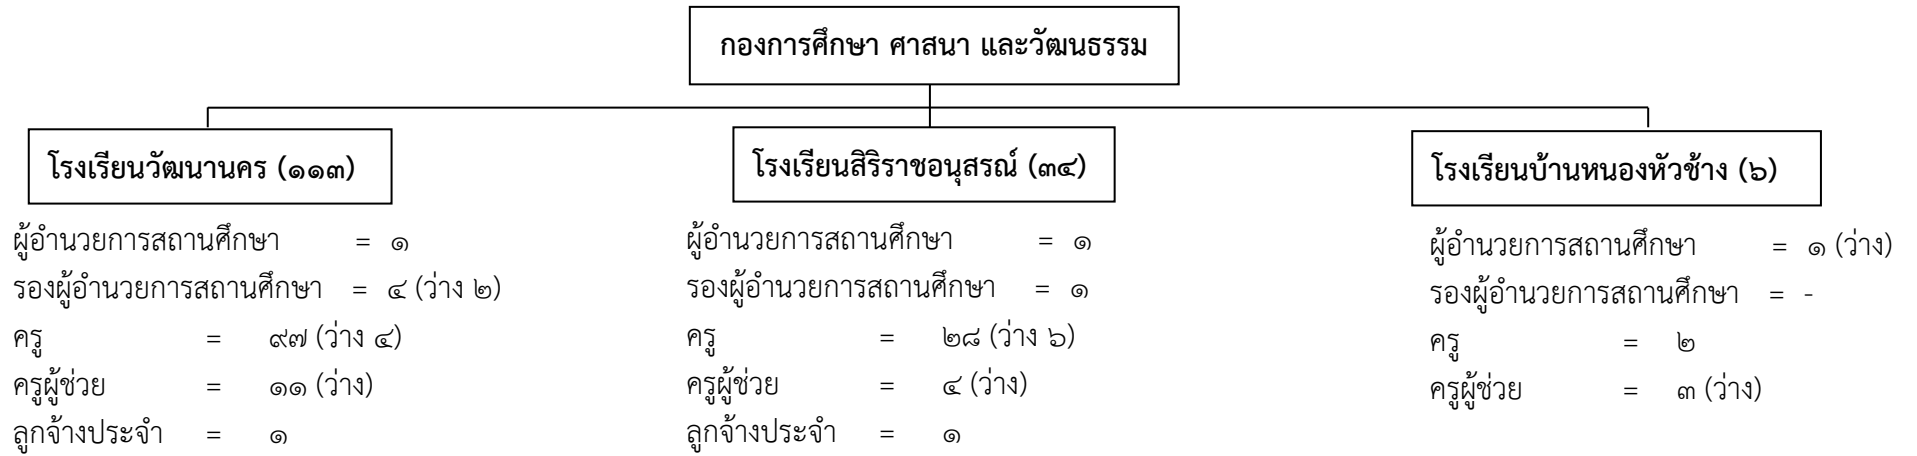 กองการศึกษา ศาสนา และวัฒนธรรม
โรงเรียนวัฒนานคร (๑๑๓)
ผู้อำนวยการสถานศึกษา = ๑
รองผู้อำนวยการสถานศึกษา = ๔ (ว่าง ๒)
ครู = ๙๗ (ว่าง ๔)
ครูผู้ช่วย = ๑๑ (ว่าง)
ลูกจ้างประจำ = ๑
โรงเรียนสิริราชอนุสรณ์ (๓๔)
ผู้อำนวยการสถานศึกษา = ๑
รองผู้อำนวยการสถานศึกษา = ๑
ครู = ๒๘ (ว่าง ๖)
ครูผู้ช่วย = ๔ (ว่าง)
ลูกจ้างประจำ = ๑
โรงเรียนบ้านหนองหัวช้าง (๖)
ผู้อำนวยการสถานศึกษา = ๑ (ว่าง)
รองผู้อำนวยการสถานศึกษา = -
ครู = ๒
ครูผู้ช่วย = ๓ (ว่าง)